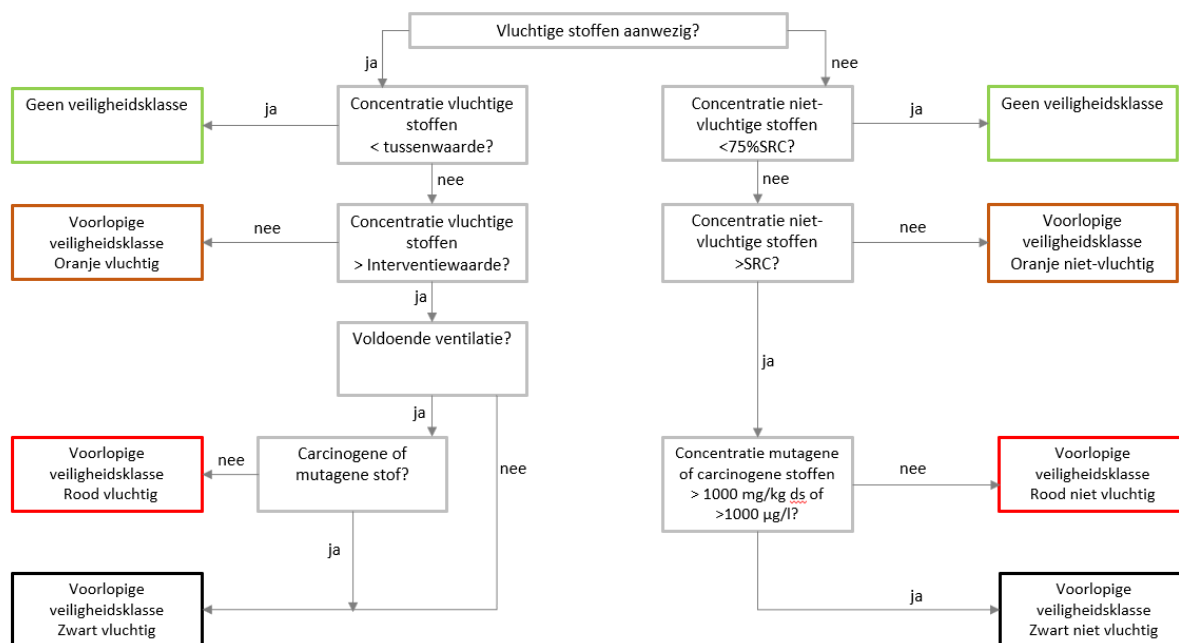 Vluchtige stoffen aanwezig?
ja
nee
Geen veiligheidsklasse
ja
Concentratie vluchtige
stoffen
< tussenwaarde?
Concentratie niet-
vluchtige stoffen
<75%SRC?
ja
Geen veiligheidsklasse
nee
nee
Voorlopige
veiligheidsklasse
Oranje vluchtig
nee
Concentratie vluchtige
stoffen
> Interventiewaarde?
Concentratie niet-
vluchtige stoffen
>SRC?
nee
Voorlopige
veiligheidsklasse
Oranje niet-vluchtig
ja
Voldoende ventilatie?
ja
ja
nee
Voorlopige
veiligheidsklasse
Rood vluchtig
nee
Carcinogene of
mutagene stof?
Concentratie mutagene
of carcinogene stoffen
> 1000 mg/kg ds of
>1000 µg/l?
nee
Voorlopige
veiligheidsklasse
Rood niet vluchtig
ja
Voorlopige
veiligheidsklasse
Zwart vluchtig
ja
Voorlopige
veiligheidsklasse
Zwart niet vluchtig